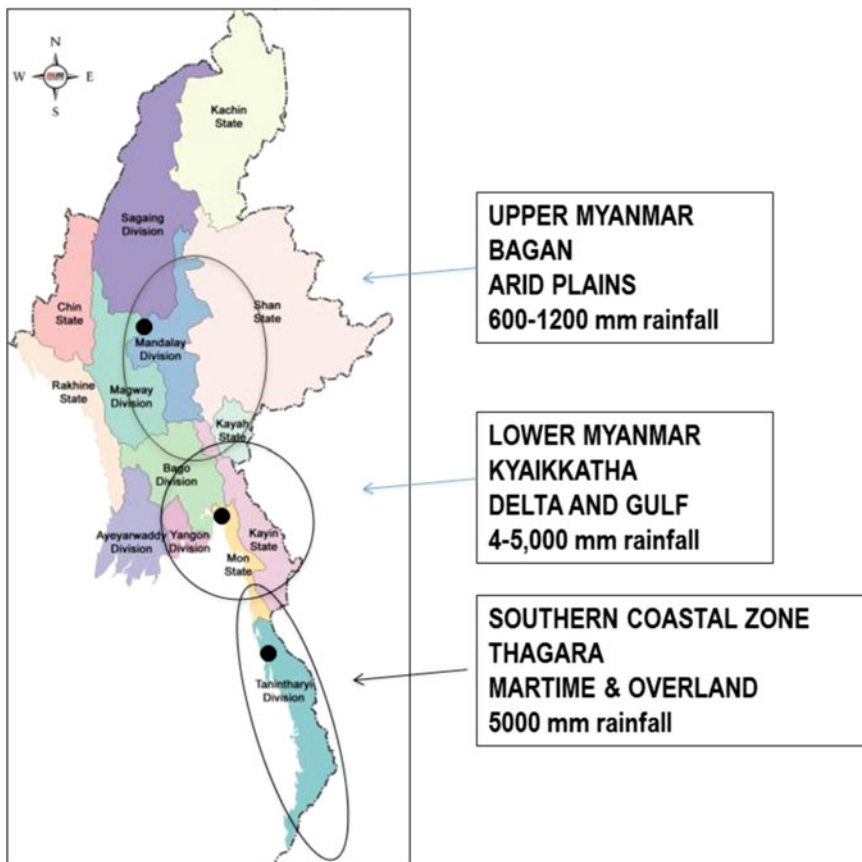 N
W E
S
Kachin
State
Sagaing
Division
Chin
State
Shan
State
Mandalay
Division
Rakhine
State
Magway
Division
Kayah
State
Bago
Division
Ayeyarwaddy
Division
Yangon
Division
Kayin
State
Mon
State
Tanintharyi
Division
UPPER MYANMAR
BAGAN
ARID PLAINS
600-1200 mm rainfall
LOWER MYANMAR
KYAIKKATHA
DELTA AND GULF
4-5,000 mm rainfall
SOUTHERN COASTAL ZONE
THAGARA
MARTIME & OVERLAND
5000 mm rainfall